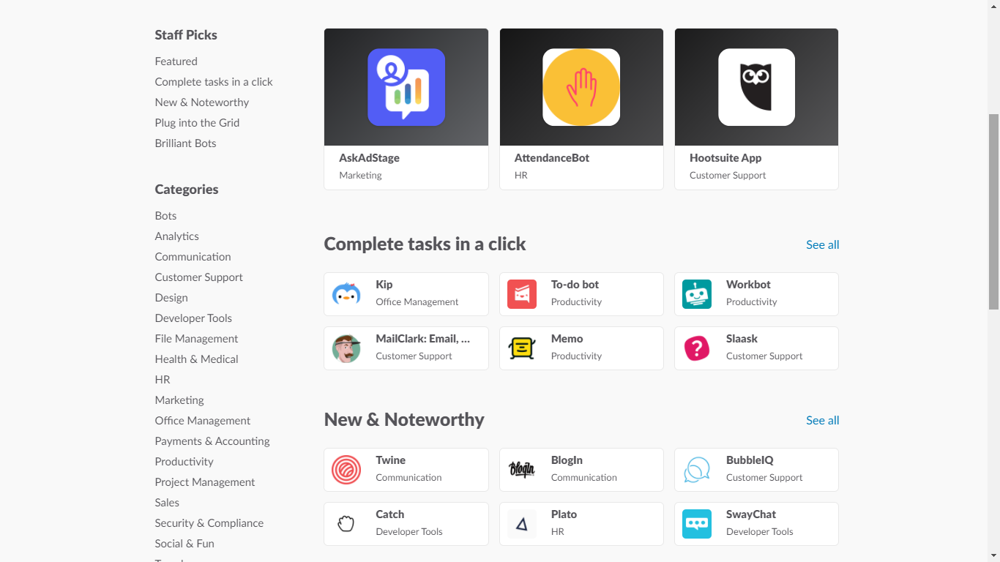 Staff Picks
Featured
Complete tasks in a click
New & Noteworthy
Plug into the Grid
Brilliant Bots
Categories
Bots
Analytics
Communication
Customer Support
Design
Developer Tools
File Management
Health & Medical
HR
Marketing
Office Management
Payments & Accounting
Productivity
Project Management
Sales
Security & Compliance
Social & Fun
AskAdStage
Marketing
AttendanceBot
HR
Hootsuite App
Customer Support
Complete tasks in a click
See all
Kip
Office Management
To-do bot
Productivity
Workbot
Productivity
MailClark: Email, ...
Customer Support
Memo
Productivity
?
Slaask
Customer Support
New & Noteworthy
See all
Twine
Communication
BlogIn
BlogIn
Communication
BubbleIQ
Customer Support
Catch
Developer Tools
Plato
HR
SwayChat
Developer Tools